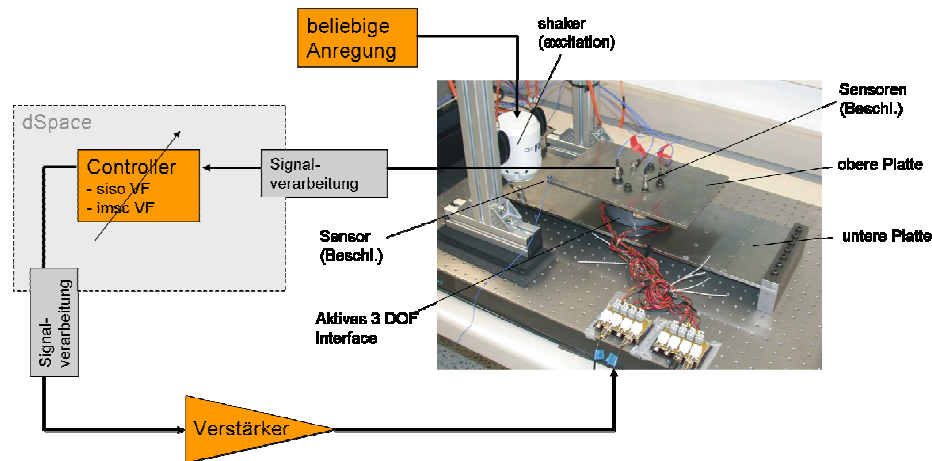 beliebige
Anregung
shaker
(excitation)
Sensoren
(Beschl.)
dSpace
Controller
- siso VF
- imsc VF
Signal-
verarbeitung
obere Platte
Sensor
(Beschl.)
untere Platte
Signal-
verarbeitung
Aktives 3 DOF
Interface
Verstärker